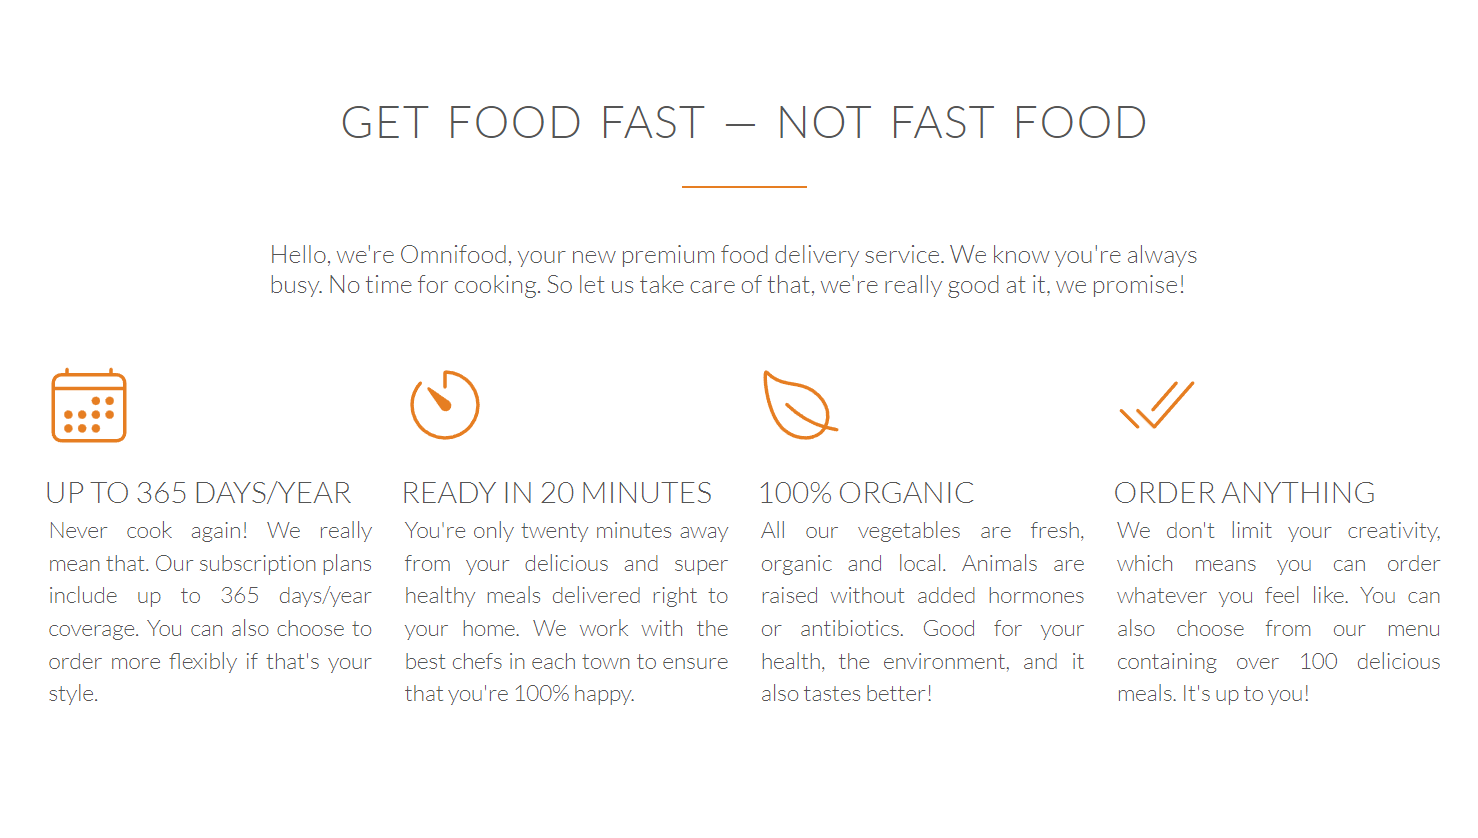 GET FOOD FAST — NOT FAST FOOD
Hello, we're Omnifood, your new premium food delivery service. We know you're always
busy. No time for cooking. So let us take care of that, we're really good at it, we promise!
UP TO 365 DAYS/YEAR
Never cook again! We really
mean that. Our subscription plans
include up to 365 days/year
coverage. You can also choose to
order more flexibly if that's your
style.
READY IN 20 MINUTES
You're only twenty minutes away
from your delicious and super
healthy meals delivered right to
your home. We work with the
best chefs in each town to ensure
that you're 100% happy.
100% ORGANIC
All our vegetables are fresh,
organic and local. Animals are
raised without added hormones
or antibiotics. Good for your
health, the environment, and it
also tastes better!
ORDER ANYTHING
We don't limit your creativity,
which means you can order
whatever you feel like. You can
also choose from our menu
containing over 100 delicious
meals. It's up to you!